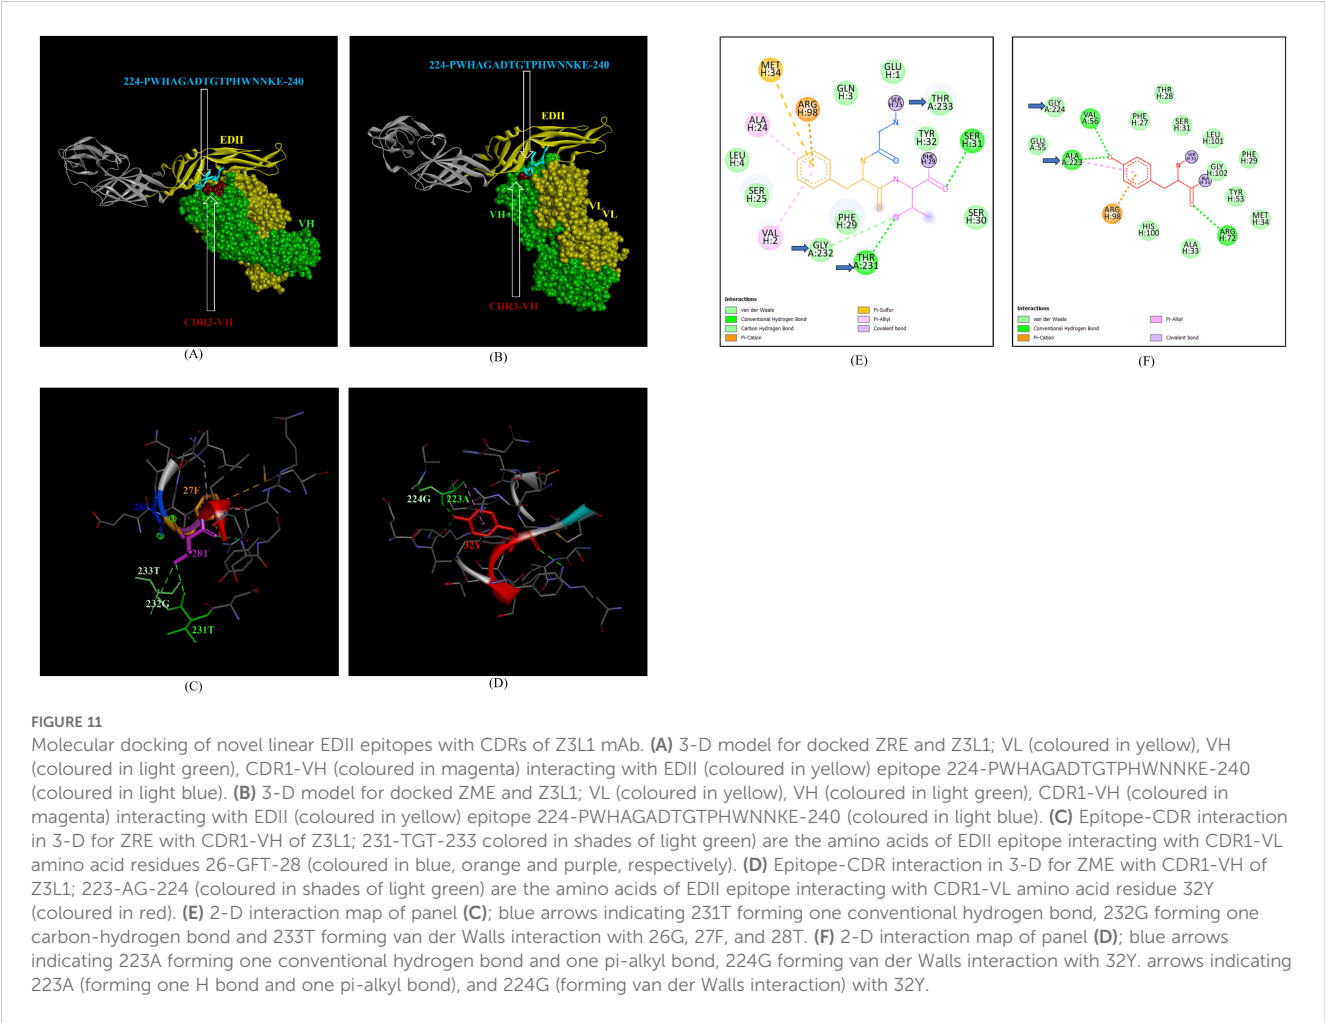 224-PWHAGADTGTPHWNNKE-240
EDII
VH
CDR3-VH
(A)
224-PWHAGADTGTPHWNNKE-240
EDII
VH
VL
VL
CDR3-VH
(B)
MET
H:34
GLU
H:1
GLN
H:3
ARG
H:98
THR
A:233
ALA
H:24
TYR
H:32
SER
H:31
LEU
H:4
SER
H:25
PHE
H:29
SER
H:30
VAL
H:2
GLY
A:232
THR
A:231
Interactions
van der Waals
Conventional Hydrogen Bond
Carbon Hydrogen Bond
Pi-Cation
Pi-Sulfur
Pi-Alkyl
Covalent bond
(E)
GLY
A:224
VAL
A:56
THR
H:28
PHE
H:27
SER
H:31
LEU
H:101
GLU
A:55
ALA
A:223
GLY
H:102
PHE
H:29
TYR
H:53
ARG
H:98
HIS
H:100
ALA
A:33
ARG
H:72
MET
H:34
Interactions
van der Waals
Conventional Hydrogen Bond
Pi-Cation
Pi-Alkyl
Covalent bond
(F)
27F
28T
233T
232G
231T
(C)
224G
223A
32Y
(D)
FIGURE 11
Molecular docking of novel linear EDII epitopes with CDRs of Z3L1 mAb. (A) 3-D model for docked ZRE and Z3L1; VL (coloured in yellow), VH
(coloured in light green), CDR1-VH (coloured in magenta) interacting with EDII (coloured in yellow) epitope 224-PWHAGADTGTPHWNNKE-240
(coloured in light blue). (B) 3-D model for docked ZME and Z3L1; VL (coloured in yellow), VH (coloured in light green), CDR1-VH (coloured in
magenta) interacting with EDII (coloured in yellow) epitope 224-PWHAGADTGTPHWNNKE-240 (coloured in light blue). (C) Epitope-CDR interaction
in 3-D for ZRE with CDR1-VH of Z3L1; 231-TGT-233 colored in shades of light green) are the amino acids of EDII epitope interacting with CDR1-VL
amino acid residues 26-GFT-28 (coloured in blue, orange and purple, respectively). (D) Epitope-CDR interaction in 3-D for ZME with CDR1-VH of
Z3L1; 223-AG-224 (coloured in shades of light green) are the amino acids of EDII epitope interacting with CDR1-VL amino acid residue 32Y
(coloured in red). (E) 2-D interaction map of panel (C); blue arrows indicating 231T forming one conventional hydrogen bond, 232G forming one
carbon-hydrogen bond and 233T forming van der Walls interaction with 26G, 27F, and 28T. (F) 2-D interaction map of panel (D); blue arrows
indicating 223A forming one conventional hydrogen bond and one pi-alkyl bond, 224G forming van der Walls interaction with 32Y. arrows indicating
223A (forming one H bond and one pi-alkyl bond), and 224G (forming van der Walls interaction) with 32Y.